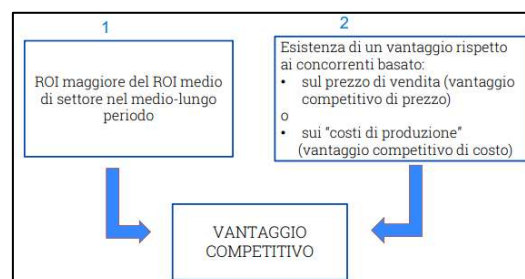 1
ROI maggiore del ROI medio
di settore nel medio-lungo
periodo
2
Esistenza di un vantaggio rispetto
ai concorrenti basato:
• sul prezzo di vendita (vantaggio
competitivo di prezzo)
o
• sui "costi di produzione"
(vantaggio competitivo di costo)
VANTAGGIO
COMPETITIVO